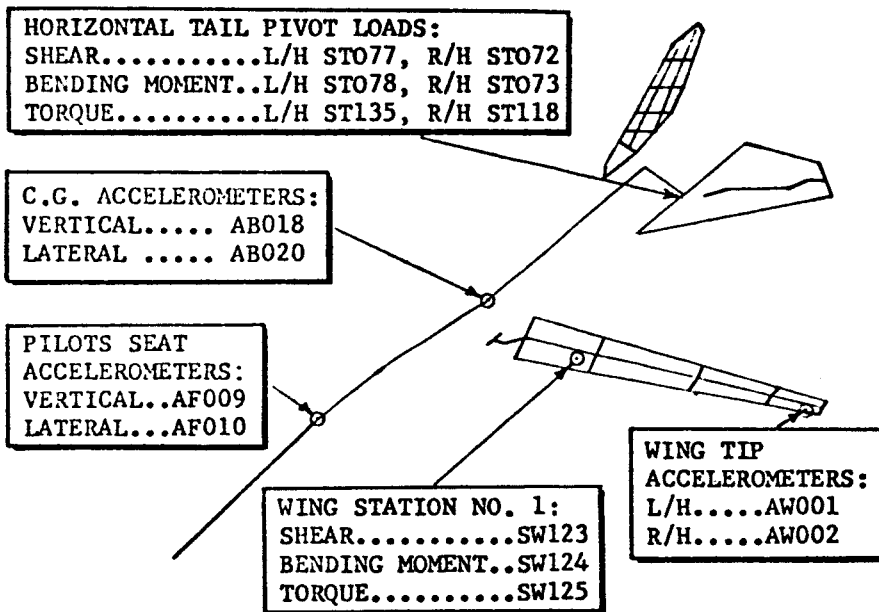 HORIZONTAL TAIL PIVOT LOADS:
SHEAR...........L/H STO77, R/H STO72
BENDING MOMENT..L/H STO78, R/H STO73
TORQUE..........L/H ST135, R/H ST118
C.G. ACCELEROMETERS:
VERTICAL..... AB018
LATERAL ..... AB020
PILOTS SEAT
ACCELEROMETERS:
VERTICAL..AF009
LATERAL...AF010
WING STATION NO. 1:
SHEAR...........SW123
BENDING MOMENT..SW124
TORQUE..........SW125
WING TIP
ACCELEROMETERS:
L/H.....AW001
R/H.....AW002